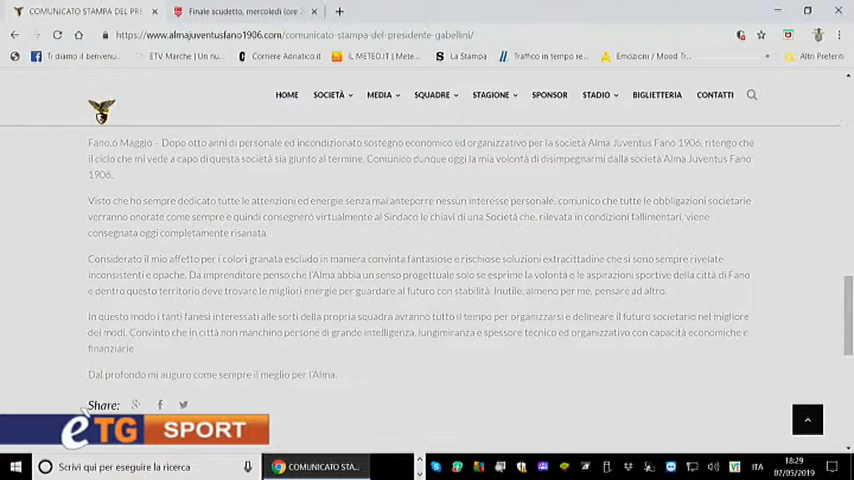 COMUNICATO STAMPA DEL PRE
Finale scudetto, mercoledì (ore 2
https://www.almajuventusfano1906.com/comunicato-stampa-del-presidente-gabellini/
Ti diamo il benvenu...
ETV Marche | Un nu...
Corriere Adriatico.it
IL METEO.IT | Mete...
La Stampa
Traffico in tempo re...
Emozioni / Mood Tr...
Altri Preferiti
HOME SOCIETÀ MEDIA SQUADRE STAGIONE SPONSOR STADIO BIGLIETTERIA CONTATTI
Fano,6 Maggio – Dopo otto anni di personale ed incondizionato sostegno economico ed organizzativo per la società Alma Juventus Fano 1906, ritengo che
il ciclo che mi vede a capo di questa società sia giunto al termine. Comunico dunque oggi la mia volontà di disimpegnarmi dalla società Alma Juventus Fano
1906.
Visto che ho sempre dedicato tutte le attenzioni ed energie senza mai anteporre nessun interesse personale, comunico che tutte le obbligazioni societarie
verranno onorate come sempre e quindi consegnerò virtualmente al Sindaco le chiavi di una Società che, rilevata in condizioni fallimentari, viene
consegnata oggi completamente risanata.
Considerato il mio affetto per i colori granata escludo in maniera convinta fantasiose e rischiose soluzioni extracittadine che si sono sempre rivelate
inconsistenti e opache. Da imprenditore penso che l'Alma abbia un senso progettuale solo se esprime la volontà e le aspirazioni sportive della città di Fano
e dentro questo territorio deve trovare le migliori energie per guardare al futuro con stabilità. Inutile, almeno per me, pensare ad altro.
In questo modo i tanti fanesi interessati alle sorti della propria squadra avranno tutto il tempo per organizzarsi e delineare il futuro societario nel migliore
dei modi. Convinto che in città non manchino persone di grande intelligenza, lungimiranza e spessore tecnico ed organizzativo con capacità economiche e
finanziarie
Dal profondo mi auguro come sempre il meglio per l'Alma.
Share:
èTG SPORT
Scrivi qui per eseguire la ricerca
COMUNICATO STA...
ITA
18:29
07/05/2019